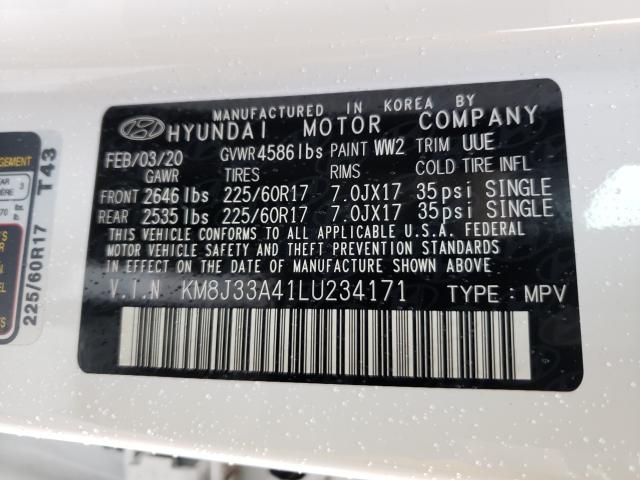 MANUFACTURED IN KOREA BY
HYUNDAI MOTOR COMPANY
FEB/03/20 GVWR 4586lbs PAINT WW2 TRIM UUE
GAWR TIRES RIMS COLD TIRE INFL
FRONT 2646 lbs 225/60R17 7.0JX17 35psi SINGLE
REAR 2535 lbs 225/60R17 7.0JX17 35psi SINGLE
THIS VEHICLE CONFORMS TO ALL APPLICABLE U.S.A. FEDERAL
MOTOR VEHICLE SAFETY AND THEFT PREVENTION STANDARDS
IN EFFECT ON THE DATE OF MANUFACTURE SHOWN ABOVE.
V.I.N KM8J33A41LU234171 TYPE : MPV
225/60R17 T43